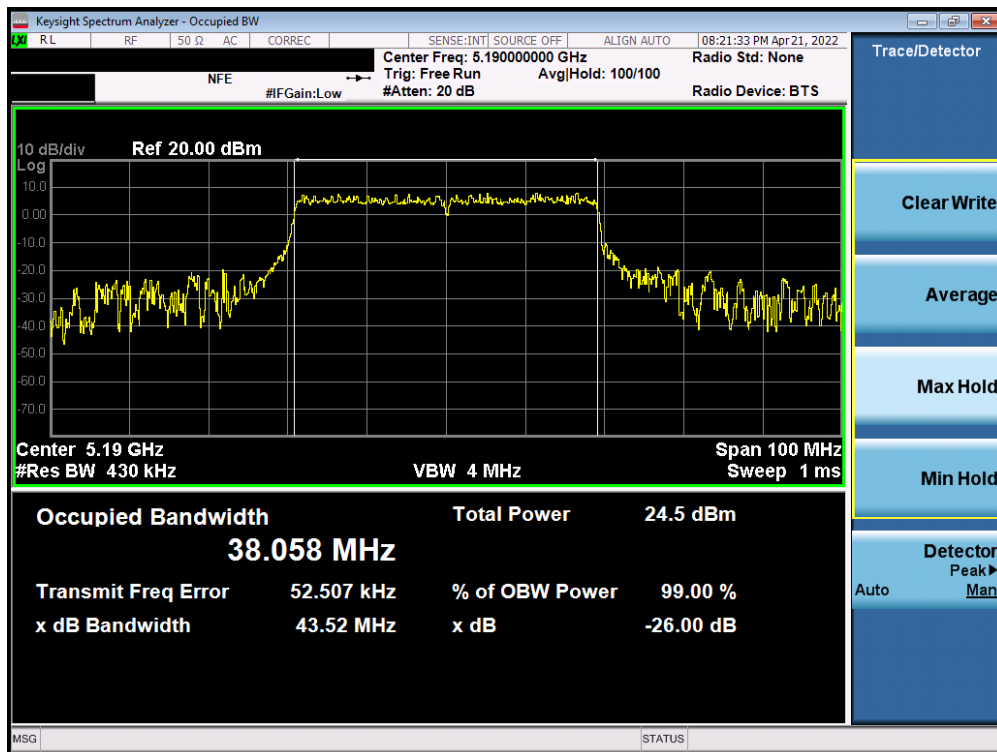 Keysight Spectrum Analyzer - Occupied BW
LXI RL RF 50 Ω AC CORREC SENSE:INT SOURCE OFF ALIGN AUTO 08:21:33 PM Apr 21, 2022
Center Freq: 5.190000000 GHz Radio Std: None
NFE Trig: Free Run Avg|Hold: 100/100
#IFGain:Low #Atten: 20 dB Radio Device: BTS
Trace/Detector
10 dB/div Ref 20.00 dBm
Log
10.0
0.00
-10.0
-20.0
-30.0
-40.0
-50.0
-60.0
-70.0
Center 5.19 GHz Span 100 MHz
#Res BW 430 kHz VBW 4 MHz Sweep 1 ms
Occupied Bandwidth Total Power 24.5 dBm
38.058 MHz
Transmit Freq Error 52.507 kHz % of OBW Power 99.00 %
x dB Bandwidth 43.52 MHz x dB -26.00 dB
Clear Write
Average
Max Hold
Min Hold
Detector
Peak
Auto Man
MSG STATUS